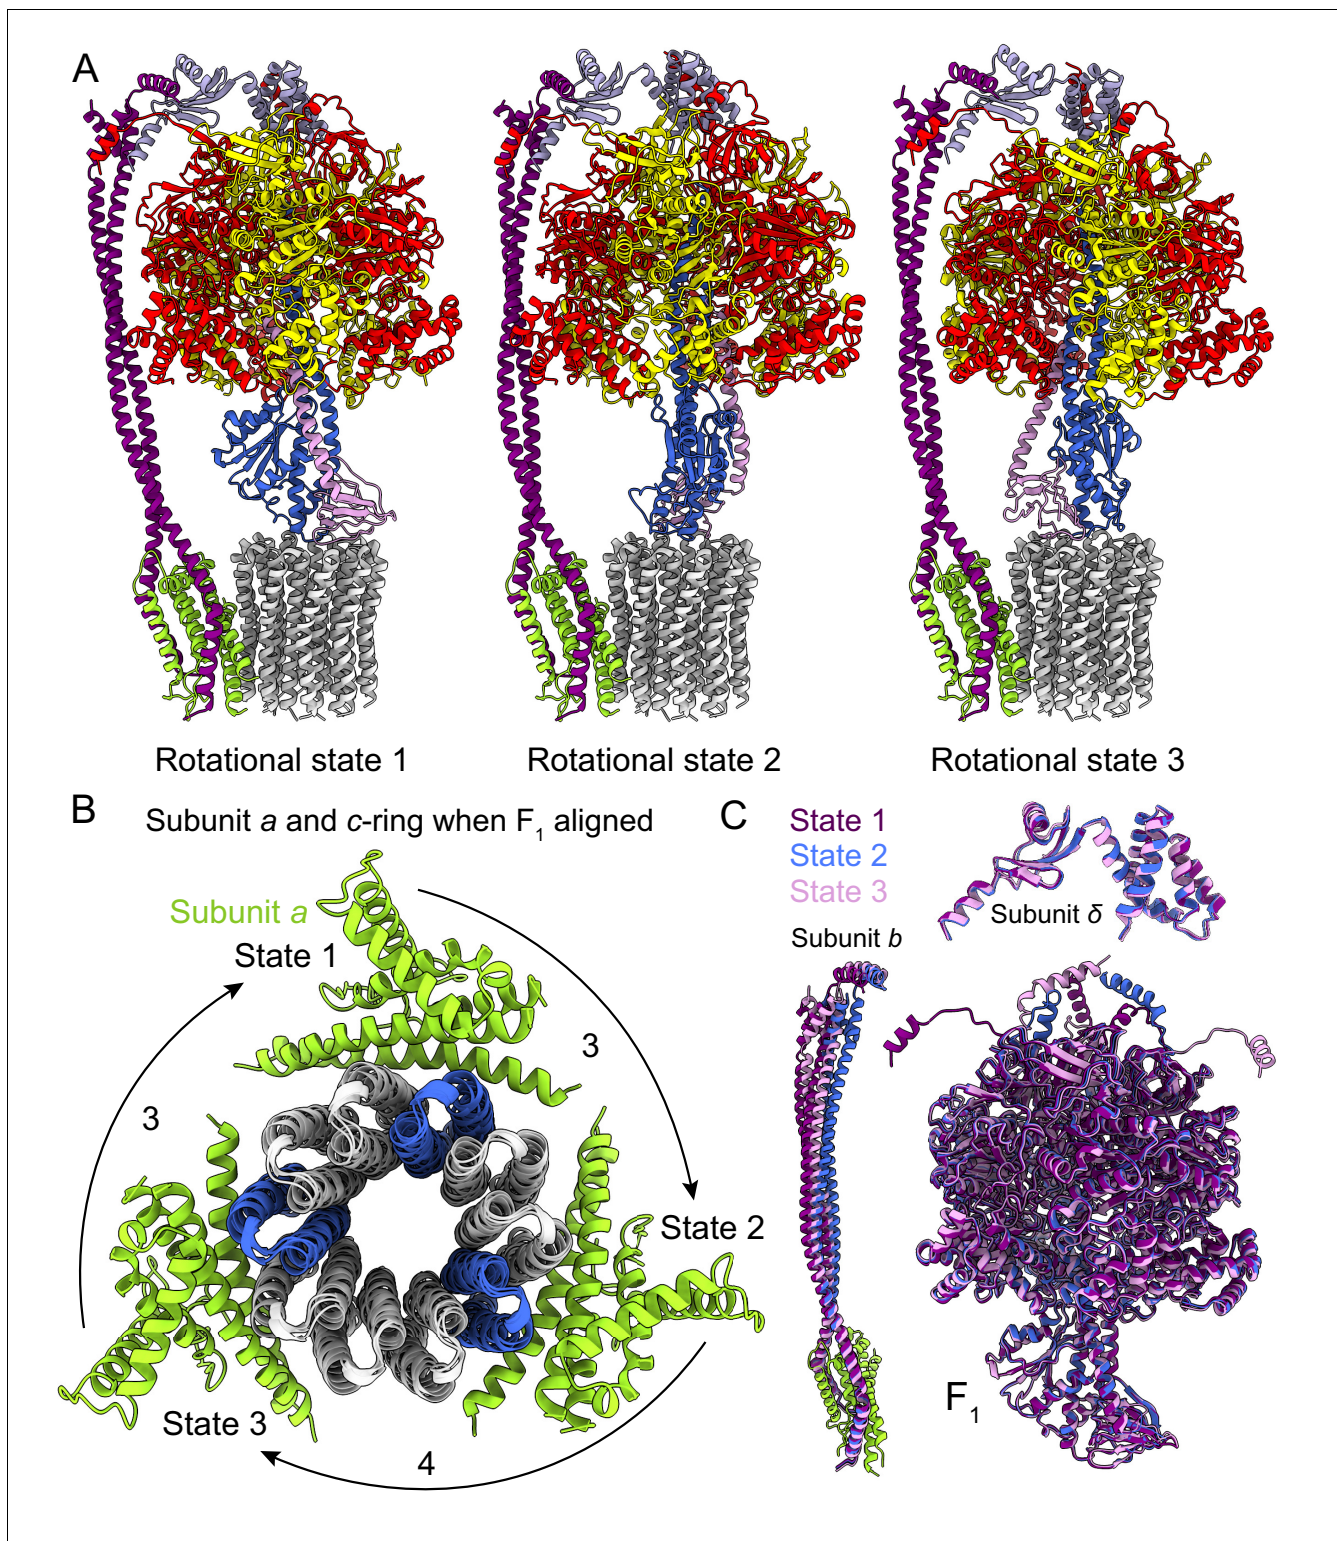 A
Rotational state 1
Rotational state 2
Rotational state 3
B
Subunit a and c-ring when F1 aligned
Subunit a
State 1
3
State 2
3
State 3
4
C
State 1
State 2
State 3
Subunit b
Subunit δ
F1